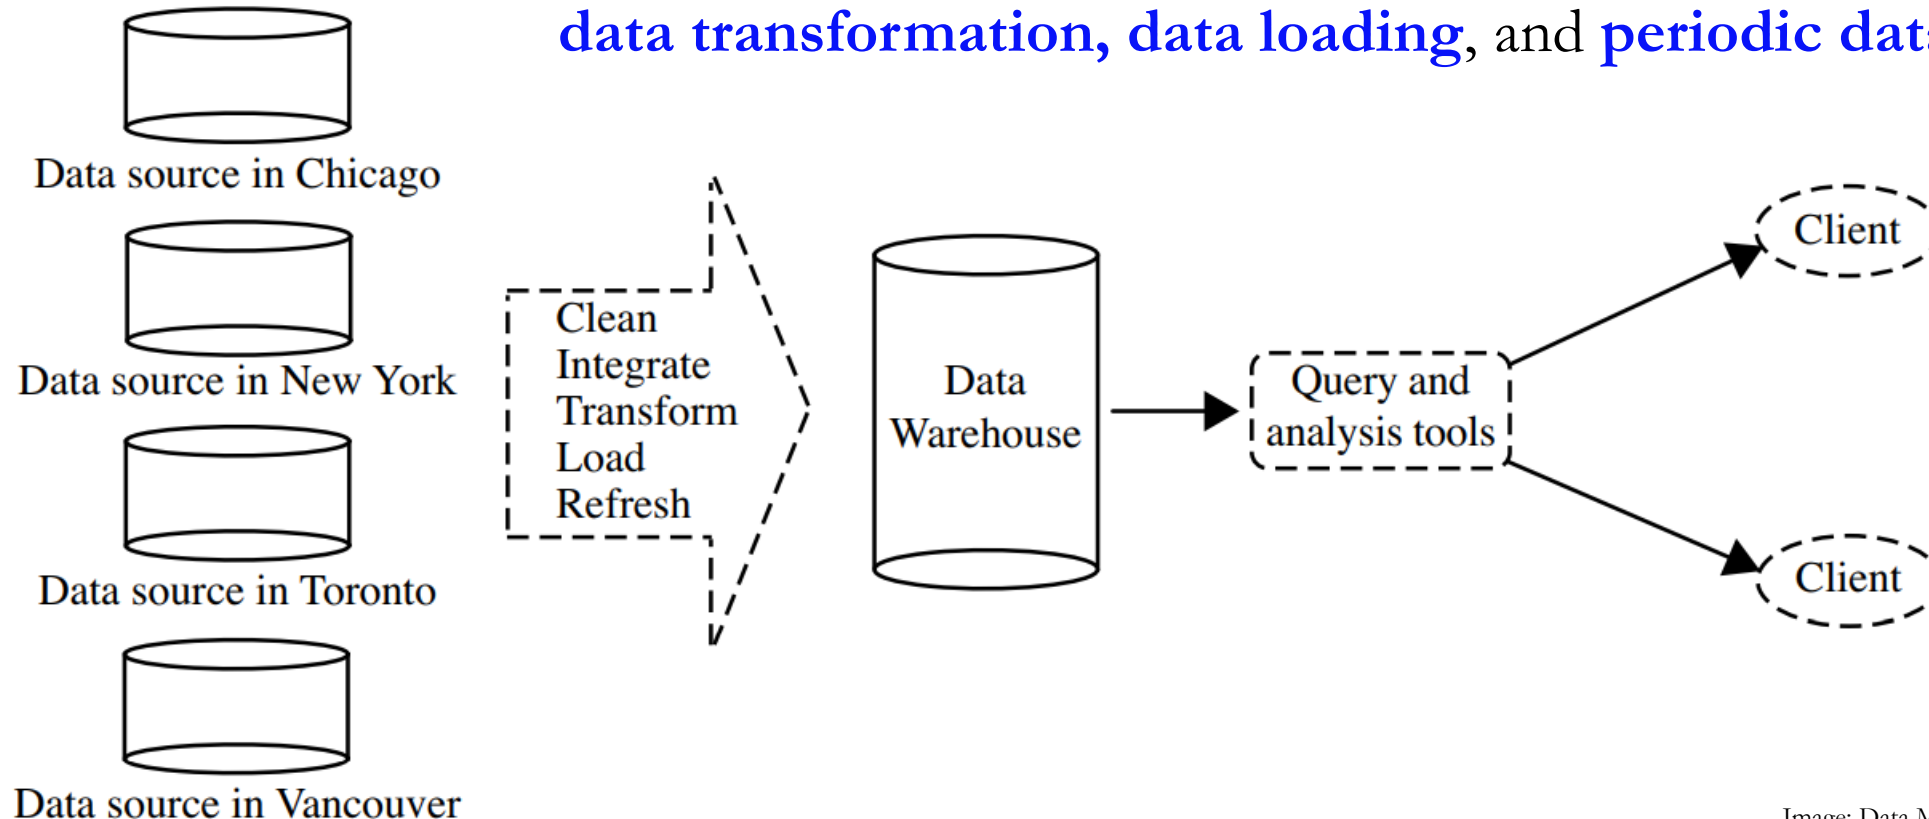 data transformation, data loading, and periodic data
Data source in Chicago
Data source in New York
Data source in Toronto
Data source in Vancouver
Clean
Integrate
Transform
Load
Refresh
Data
Warehouse
Query and
analysis tools
Client
Client
Image: Data M